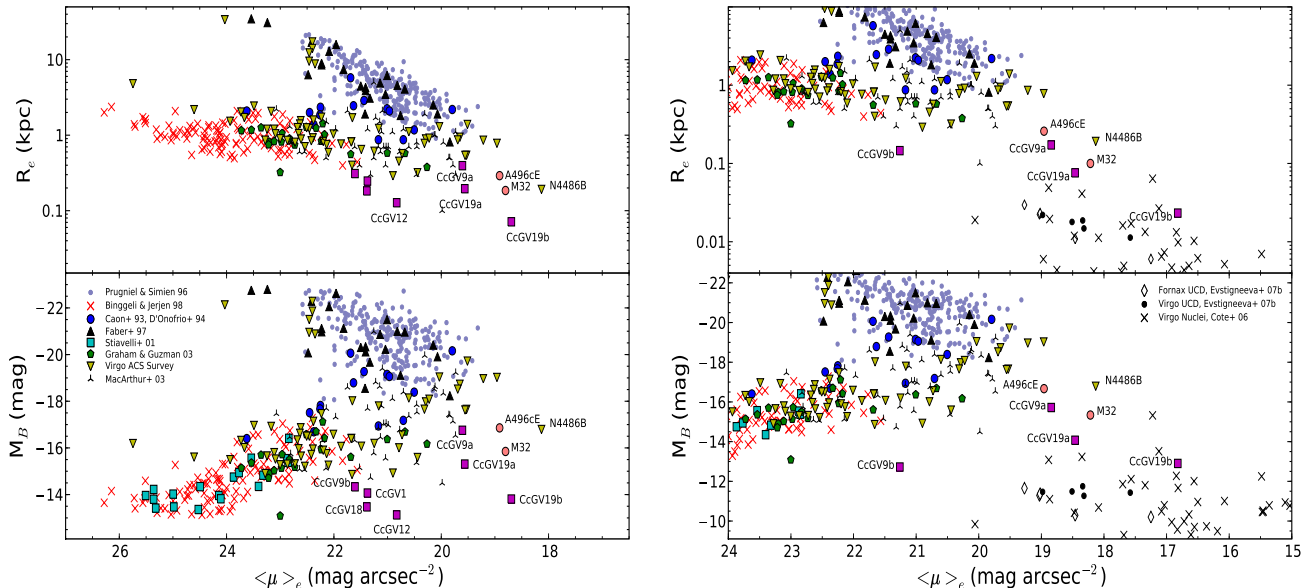 R_e (kpc)
10
1
0.1
A496cE
CcGV9a
M32
N4486B
CcGV12
CcGV19a
CcGV19b
M_B (mag)
−22
−20
−18
−16
−14
Prugniel & Simien 96
Binggeli & Jerjen 98
Caon+ 93, D'Onofrio+ 94
Faber+ 97
Stiavelli+ 01
Graham & Guzman 03
Virgo ACS Survey
MacArthur+ 03
A496cE
N4486B
CcGV9a
M32
CcGV19a
CcGV9b
CcGV1
CcGV18
CcGV19b
CcGV12
26 24 22 20 18
<μ>_e (mag arcsec⁻²)
R_e (kpc)
10
1
0.1
0.01
A496cE
N4486B
CcGV9a
CcGV9b
M32
CcGV19a
CcGV19b
M_B (mag)
−22
−20
−18
−16
−14
−12
−10
Fornax UCD, Evstigneeva+ 07b
Virgo UCD, Evstigneeva+ 07b
Virgo Nuclei, Cote+ 06
A496cE
N4486B
CcGV9a
M32
CcGV19a
CcGV9b
CcGV19b
24 23 22 21 20 19 18 17 16 15
<μ>_e (mag arcsec⁻²)